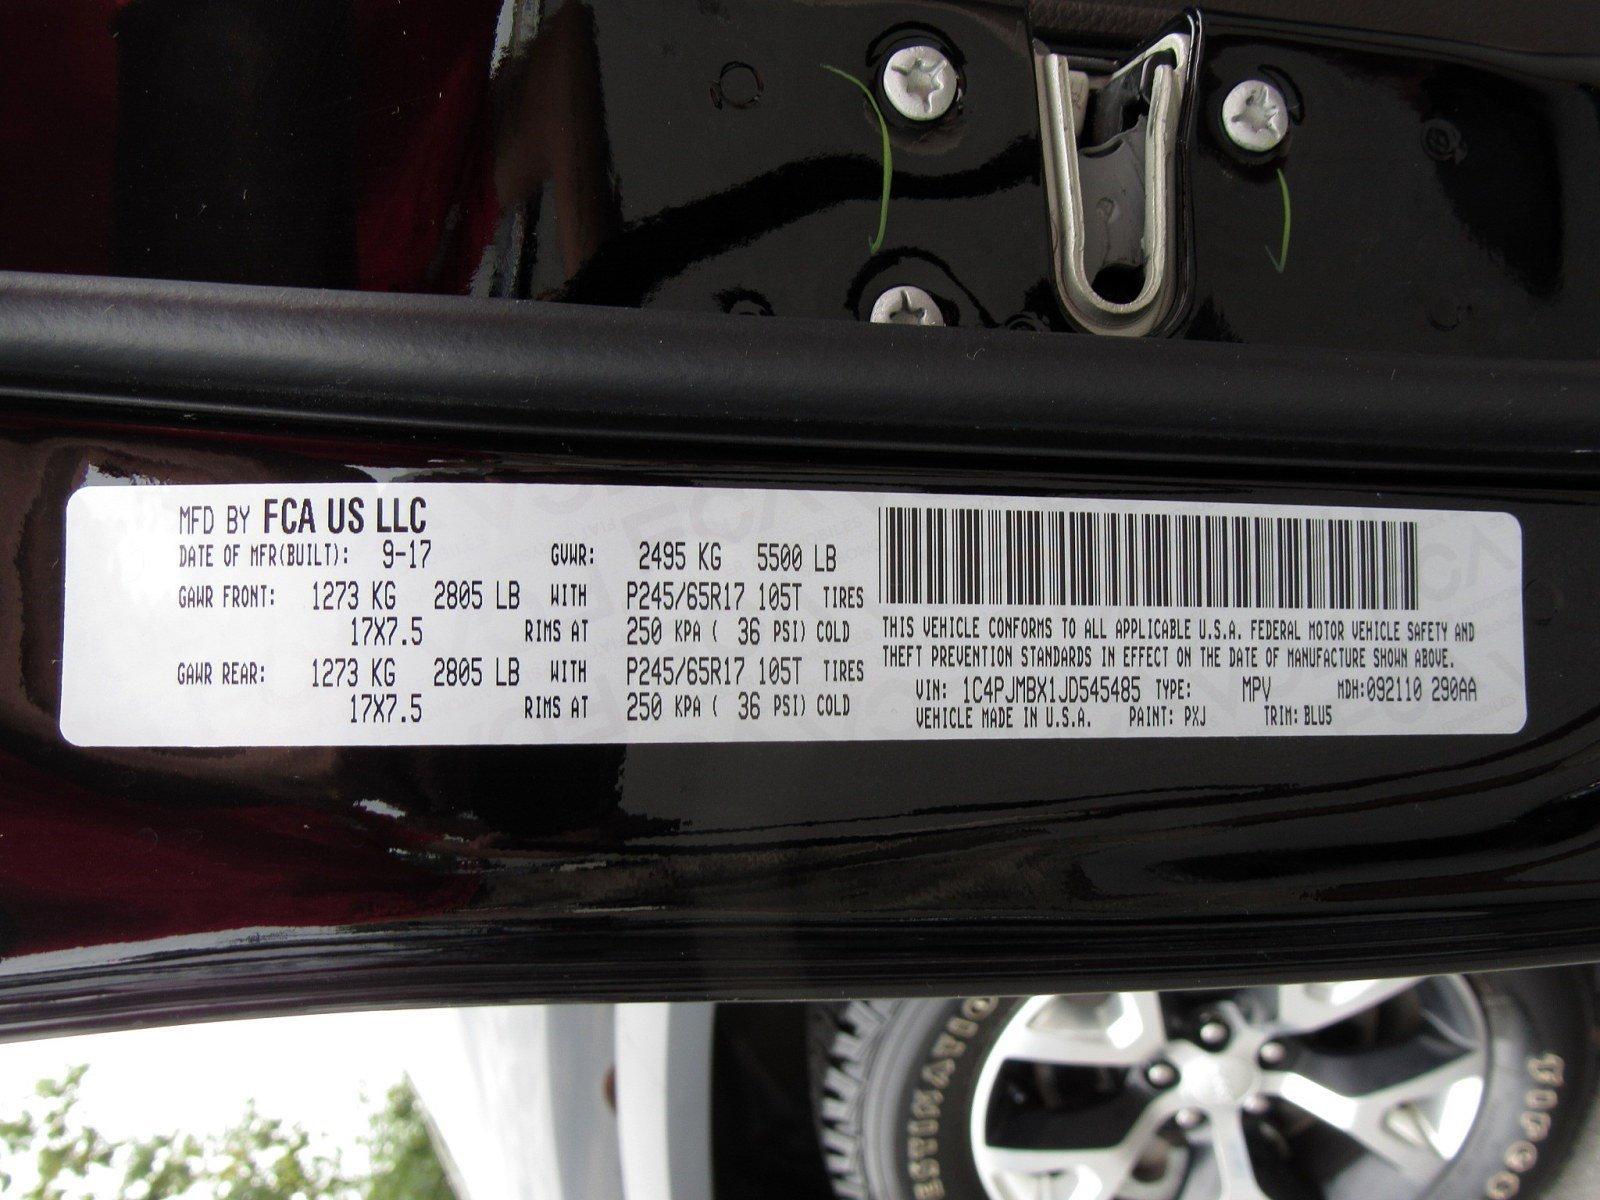 MFD BY FCA US LLC
DATE OF MFR(BUILT): 9-17 GVWR: 2495 KG 5500 LB
GAWR FRONT: 1273 KG 2805 LB WITH P245/65R17 105T TIRES
17X7.5 RIMS AT 250 KPA ( 36 PSI) COLD
GAWR REAR: 1273 KG 2805 LB WITH P245/65R17 105T TIRES
17X7.5 RIMS AT 250 KPA ( 36 PSI) COLD
THIS VEHICLE CONFORMS TO ALL APPLICABLE U.S.A. FEDERAL MOTOR VEHICLE SAFETY AND
THEFT PREVENTION STANDARDS IN EFFECT ON THE DATE OF MANUFACTURE SHOWN ABOVE.
VIN: 1C4PJMBX1JD545485 TYPE: MPV MDH:092110 290AA
VEHICLE MADE IN U.S.A. PAINT: PXJ TRIM: BLU5